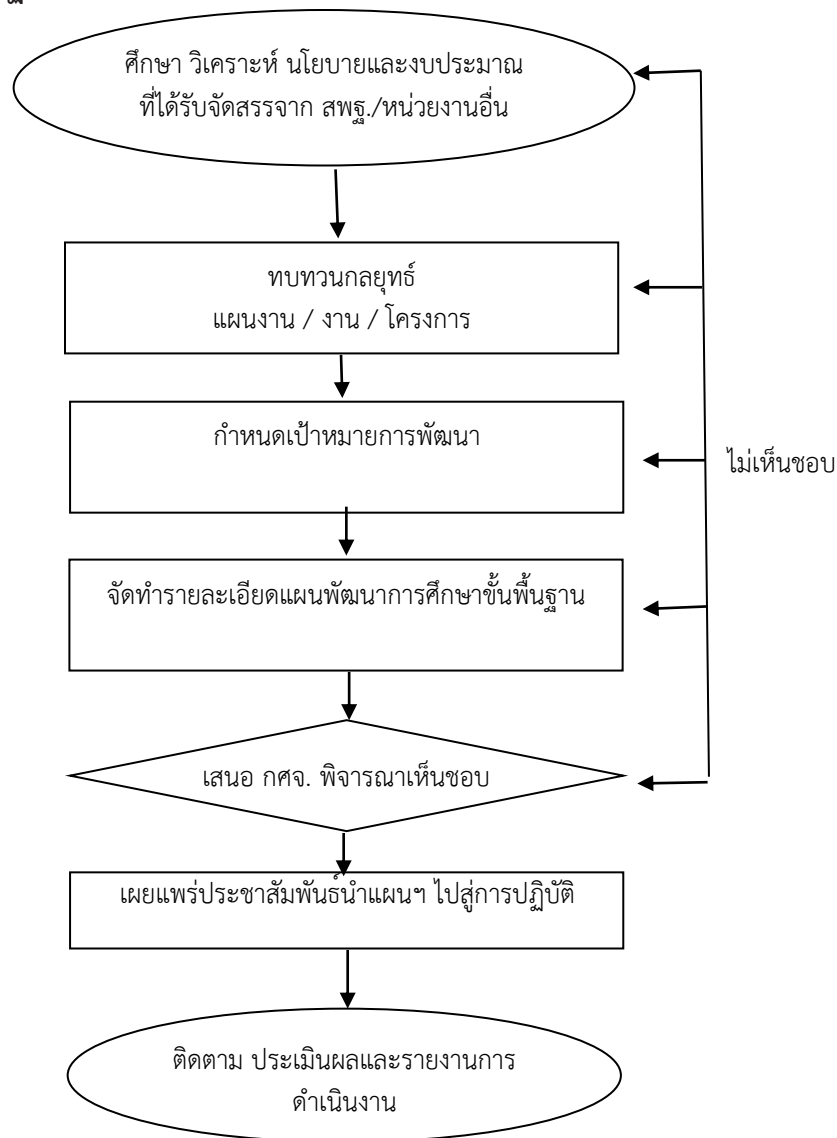 ศึกษา วิเคราะห์ นโยบายและงบประมาณ
ที่ได้รับจัดสรรจาก สพฐ./หน่วยงานอื่น
ทบทวนกลยุทธ์
แผนงาน / งาน / โครงการ
กำหนดเป้าหมายการพัฒนา
ไม่เห็นชอบ
จัดทำรายละเอียดแผนพัฒนาการศึกษาขั้นพื้นฐาน
เสนอ กศจ. พิจารณาเห็นชอบ
เผยแพร่ประชาสัมพันธ์นำแผนฯ ไปสู่การปฏิบัติ
ติดตาม ประเมินผลและรายงานการ
ดำเนินงาน